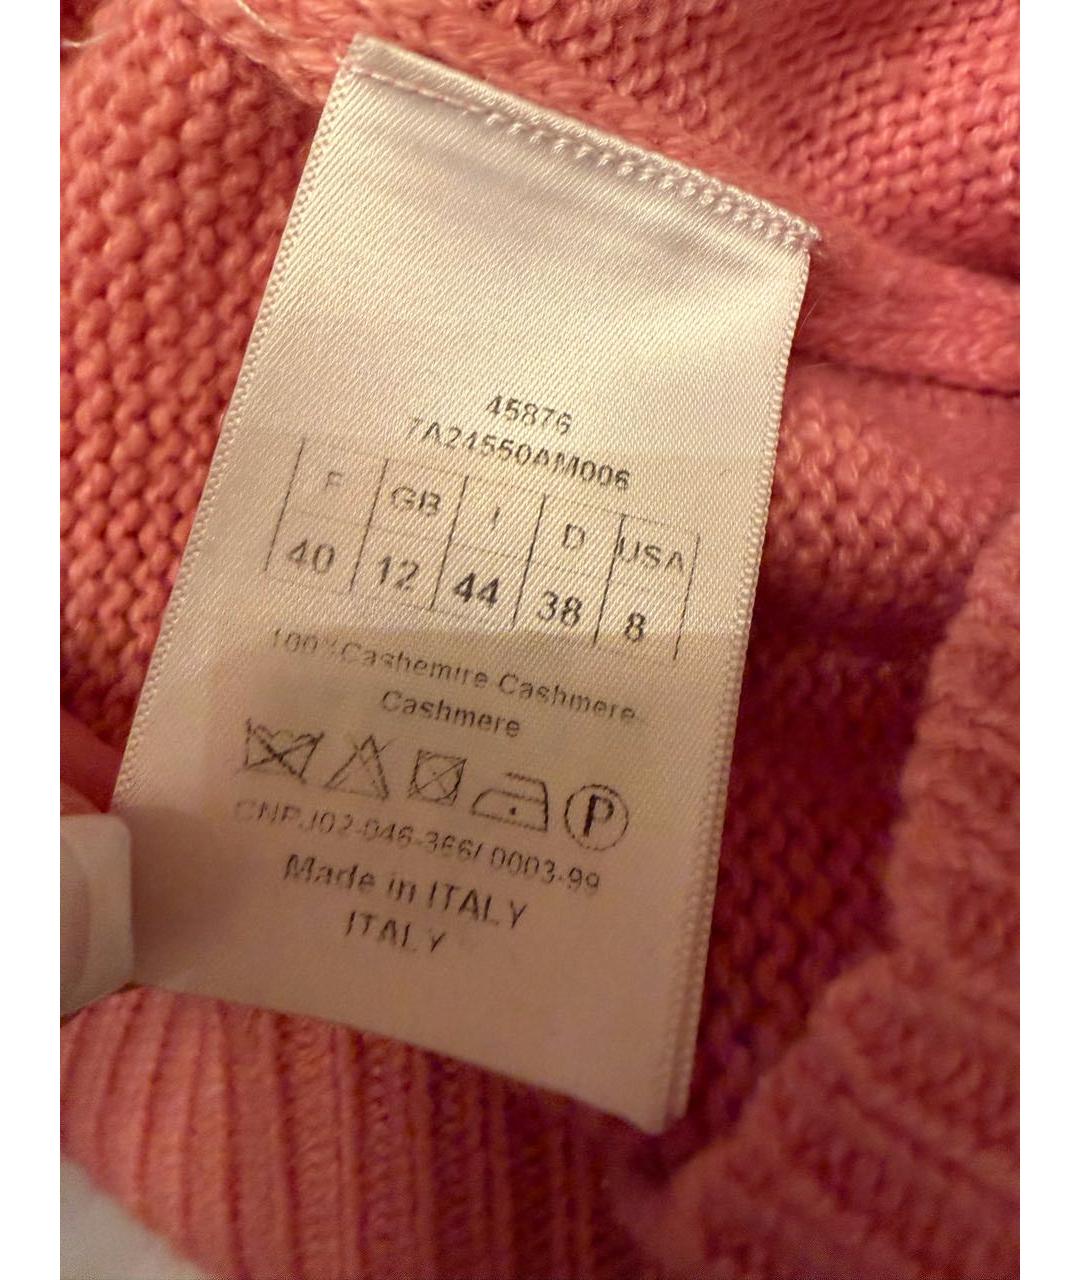 45876
7A21550AM006
F GB I D USA
40 12 44 38 8
100% Cashemire Cashmere
Cashmere
P
CNPJ02-046-366/ 0003-99
Made in ITALY
ITALY